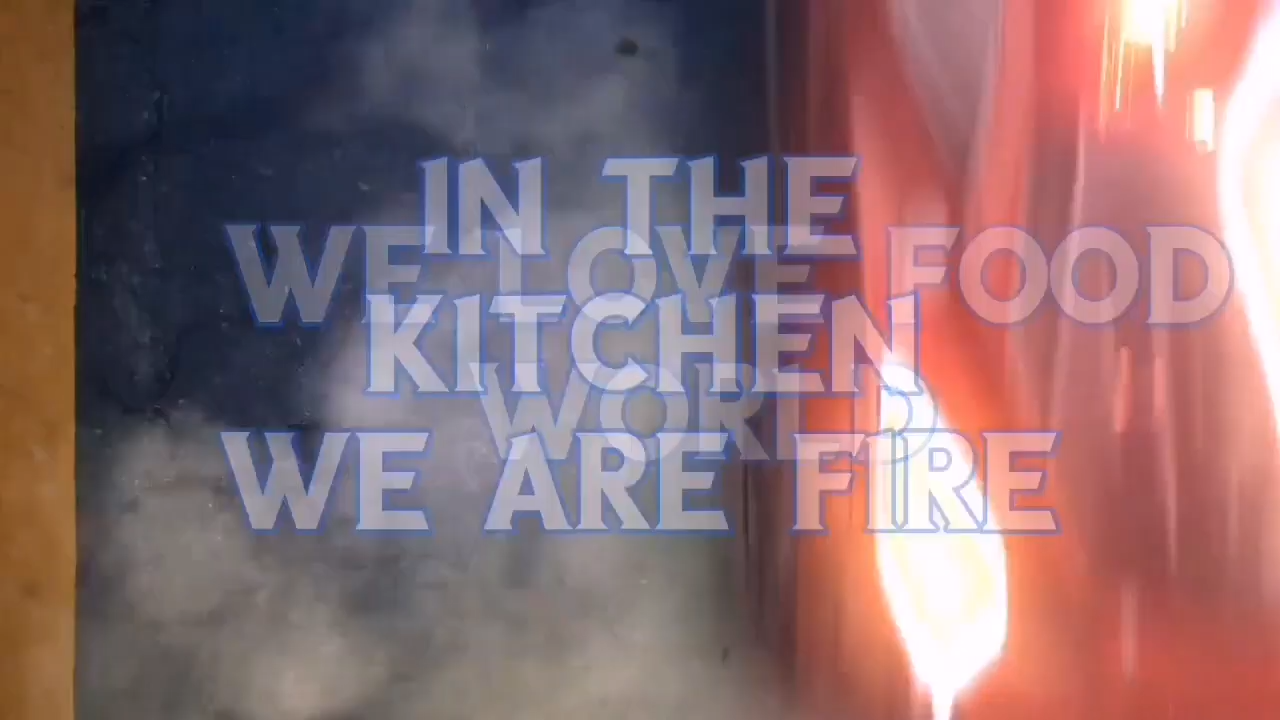 IN THE
KITCHEN
WE ARE FIRE
WE LOVE FOOD
WORLD